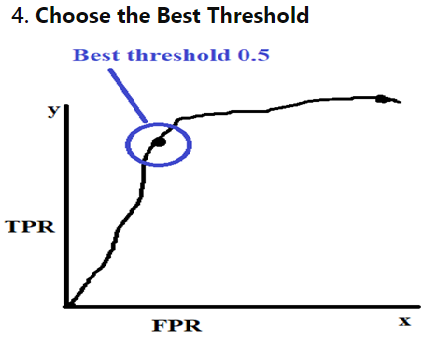 4. Choose the Best Threshold
Best threshold 0.5
y
TPR
FPR
x